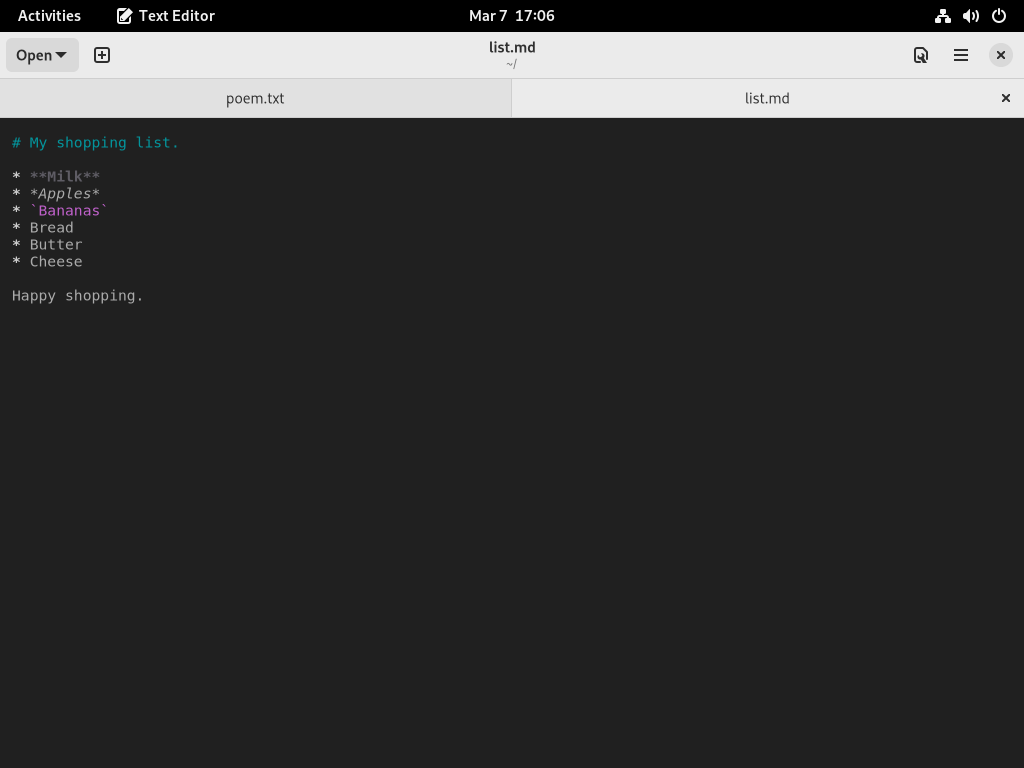 Activities Text Editor Mar 7 17:06
Open list.md
~/
poem.txt list.md
# My shopping list.

* **Milk**
* *Apples*
* `Bananas`
* Bread
* Butter
* Cheese

Happy shopping.